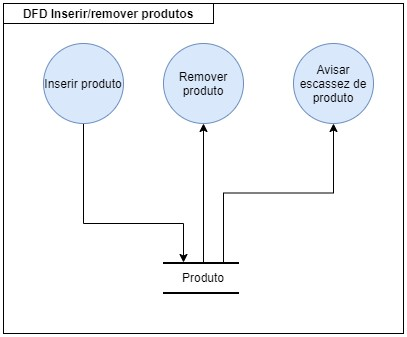 DFD Inserir/remover produtos
Inserir produto
Remover
produto
Avisar
escassez de
produto
Produto